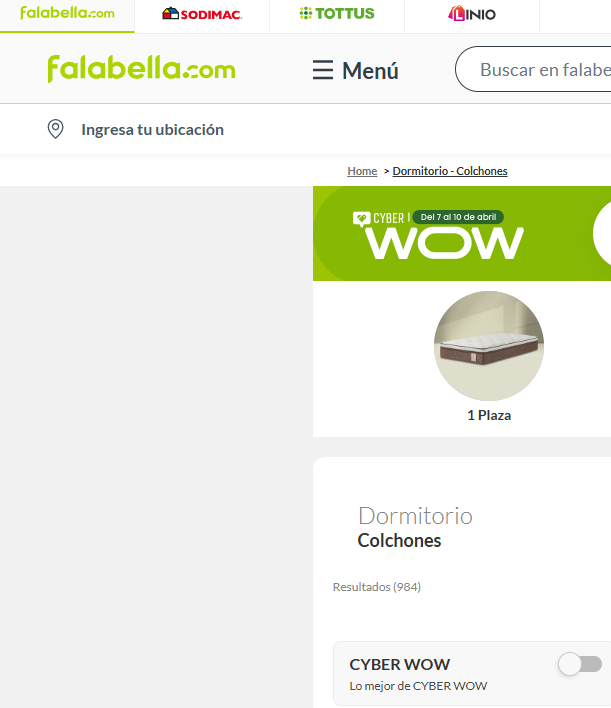 falabella.com SODIMAC. TOTTUS LINIO
falabella.com Menú Buscar en falabe
Ingresa tu ubicación
Home > Dormitorio - Colchones
CYBER Del 7 al 10 de abril
WOW
1 Plaza
Dormitorio
Colchones
Resultados (984)
CYBER WOW
Lo mejor de CYBER WOW